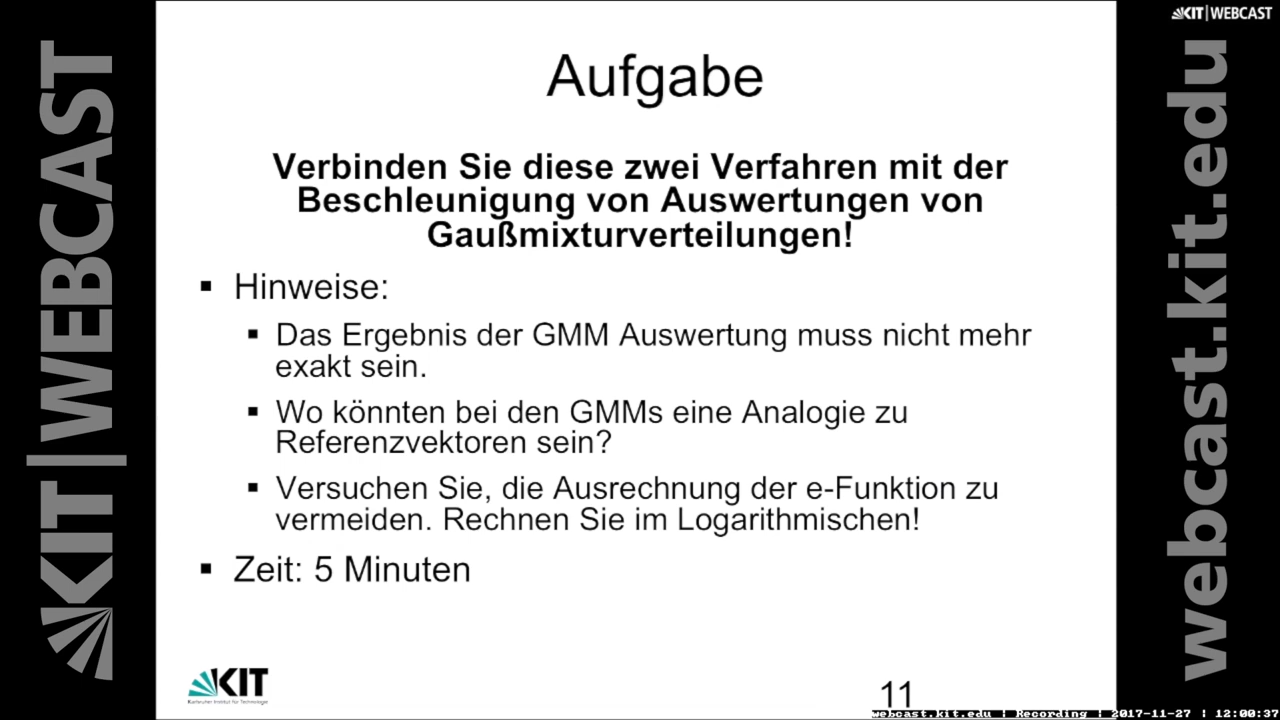 KIT|WEBCAST
KIT|WEBCAST
webcast.kit.edu
Aufgabe
Verbinden Sie diese zwei Verfahren mit der
Beschleunigung von Auswertungen von
Gaußmixturverteilungen!
▪ Hinweise:
▪ Das Ergebnis der GMM Auswertung muss nicht mehr
exakt sein.
▪ Wo könnten bei den GMMs eine Analogie zu
Referenzvektoren sein?
▪ Versuchen Sie, die Ausrechnung der e-Funktion zu
vermeiden. Rechnen Sie im Logarithmischen!
▪ Zeit: 5 Minuten
KIT
Karlsruher Institut für Technologie
11
webcast.kit.edu | Recording | 2017-11-27 | 12:00:37